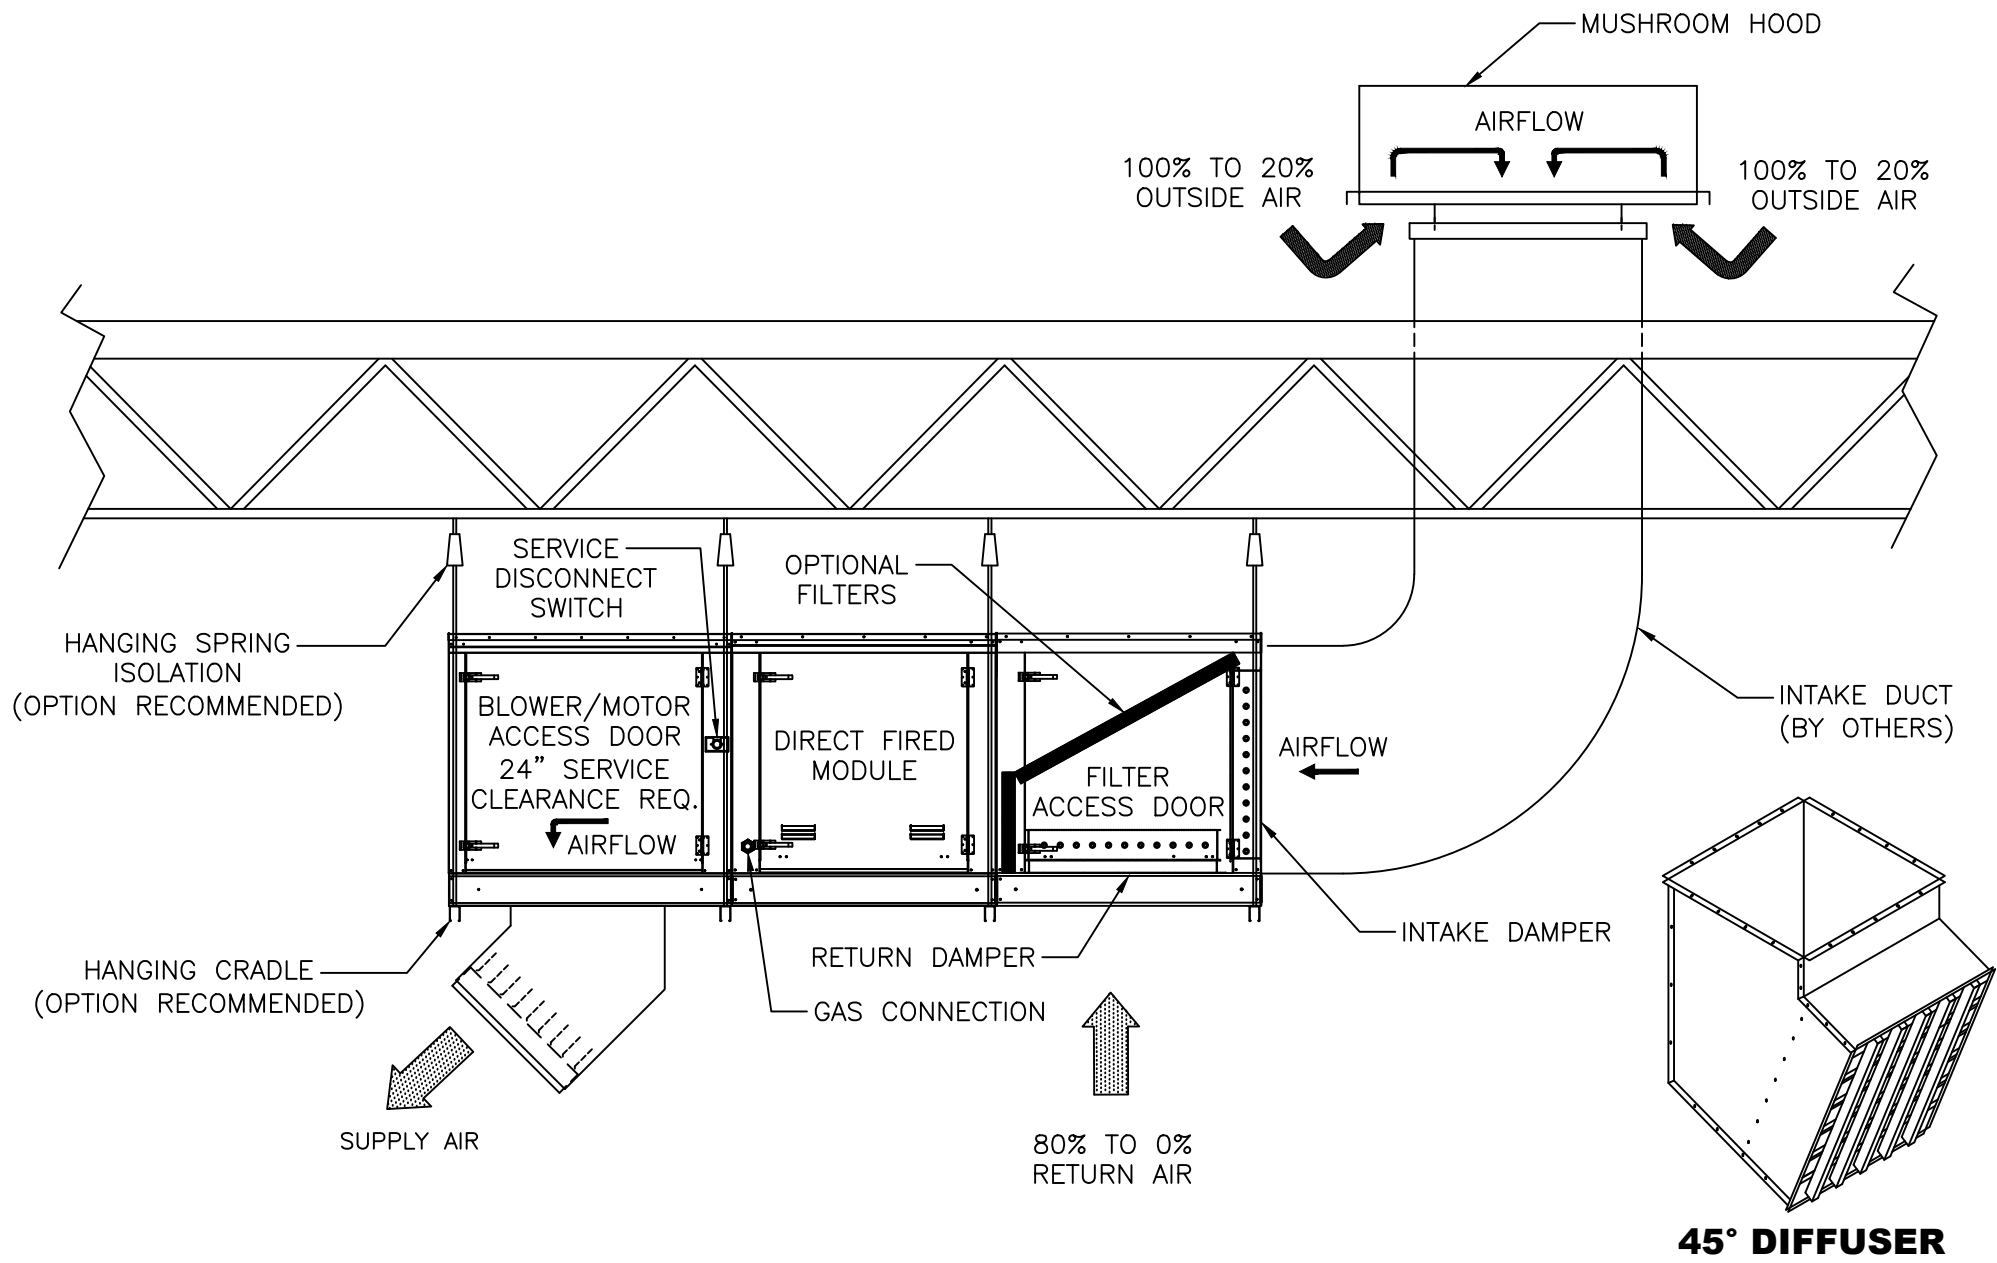 MUSHROOM HOOD
AIRFLOW
100% TO 20%
OUTSIDE AIR
100% TO 20%
OUTSIDE AIR
SERVICE
DISCONNECT
SWITCH
OPTIONAL
FILTERS
HANGING SPRING
ISOLATION
(OPTION RECOMMENDED)
BLOWER/MOTOR
ACCESS DOOR
24” SERVICE
CLEARANCE REQ.
AIRFLOW
DIRECT FIRED
MODULE
FILTER
ACCESS DOOR
AIRFLOW
INTAKE DUCT
(BY OTHERS)
INTAKE DAMPER
RETURN DAMPER
GAS CONNECTION
HANGING CRADLE
(OPTION RECOMMENDED)
SUPPLY AIR
80% TO 0%
RETURN AIR
45° DIFFUSER